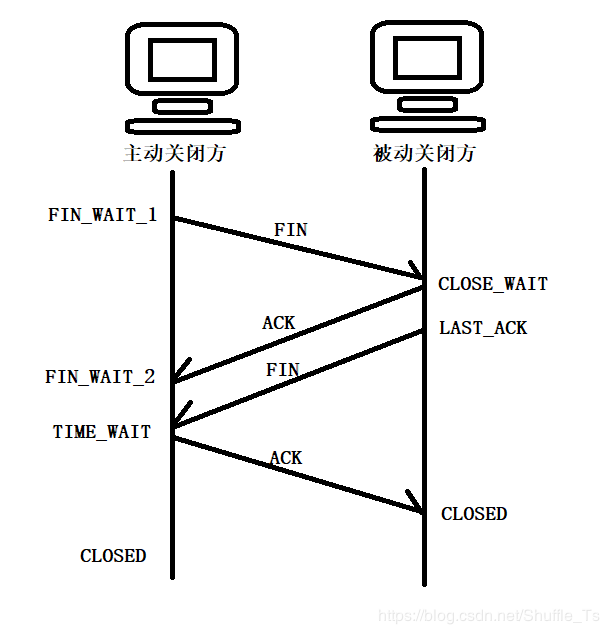 主动关闭方 被动关闭方
FIN_WAIT_1
FIN
CLOSE_WAIT
ACK
LAST_ACK
FIN_WAIT_2
FIN
TIME_WAIT
ACK
CLOSED
CLOSED
https://blog.csdn.net/Shuffle_Ts